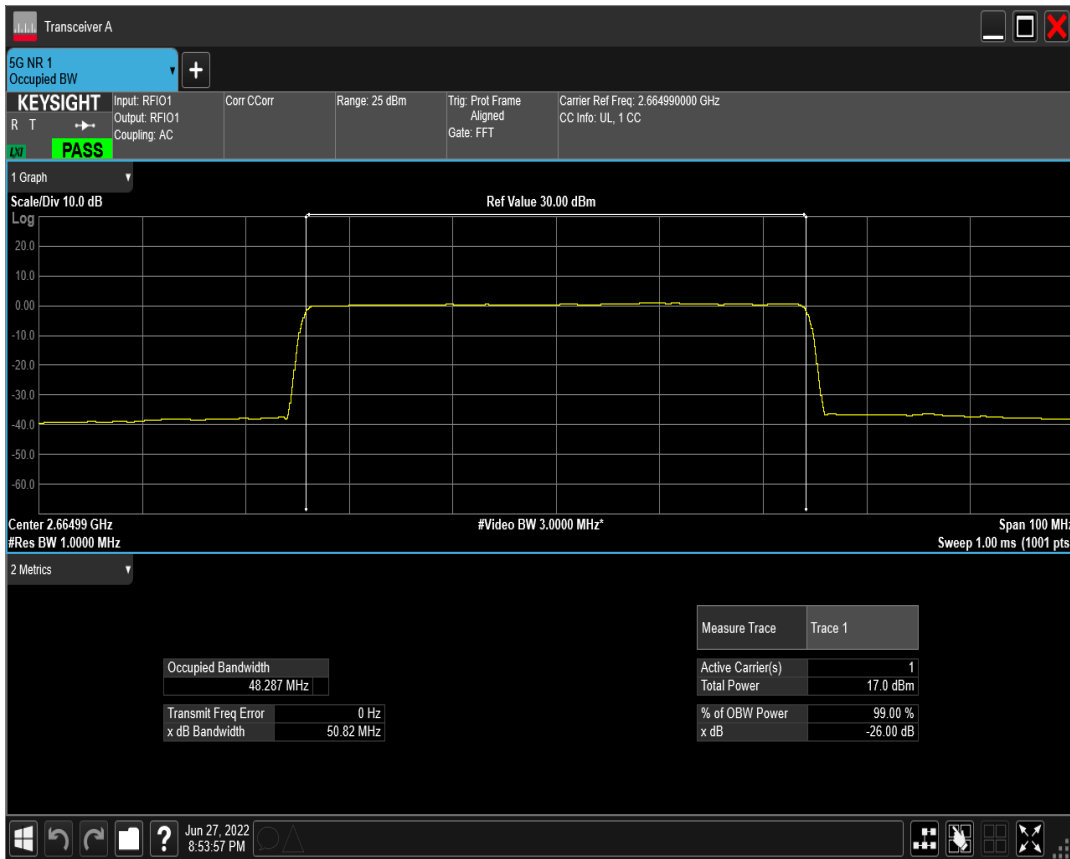 Transceiver A
5G NR 1
Occupied BW
KEYSIGHT
R T
LXI
PASS
Input: RFIO1
Output: RFIO1
Coupling: AC
Corr CCorr
Range: 25 dBm
Trig: Prot Frame
Aligned
Gate: FFT
Carrier Ref Freq: 2.664990000 GHz
CC Info: UL, 1 CC
1 Graph
Scale/Div 10.0 dB
Ref Value 30.00 dBm
Log
20.0
10.0
0.00
-10.0
-20.0
-30.0
-40.0
-50.0
-60.0
Center 2.66499 GHz
#Video BW 3.0000 MHz*
Span 100 MHz
#Res BW 1.0000 MHz
Sweep 1.00 ms (1001 pts
2 Metrics
Measure Trace Trace 1
Occupied Bandwidth
48.287 MHz
Active Carrier(s) 1
Total Power 17.0 dBm
Transmit Freq Error 0 Hz
x dB Bandwidth 50.82 MHz
% of OBW Power 99.00 %
x dB -26.00 dB
?
Jun 27, 2022
8:53:57 PM